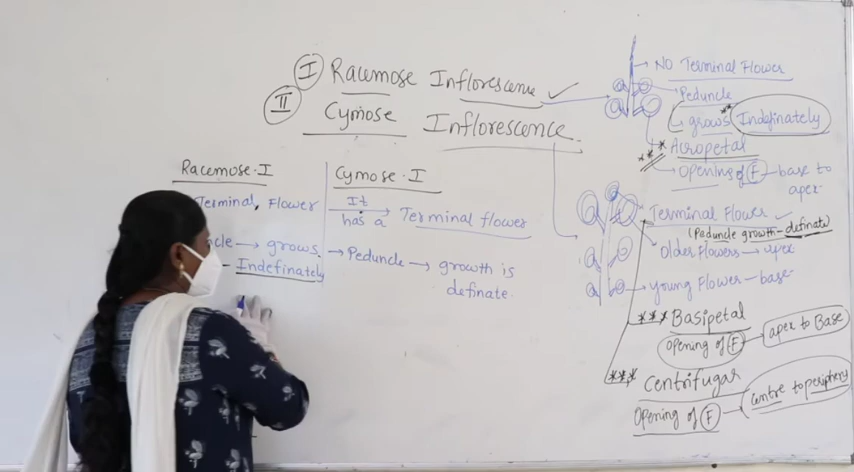 I Racemose Inflorescence ✓
II Cymose Inflorescence
NO Terminal Flower
Peduncle
grows Indefinately
** Acropetal
** Opening of F - base to
apex
Terminal Flower ✓
(Peduncle growth - definate)
Older Flowers → apex
young Flower - base
*** Basipetal
Opening of F - apex to Base
*** Centrifugar
Opening of F - Centre to periphery
Racemose - I
Terminal Flower
cle → grows
- Indefinately
Cymose - I
It
has a Terminal flower
→ Peduncle → growth is
definate